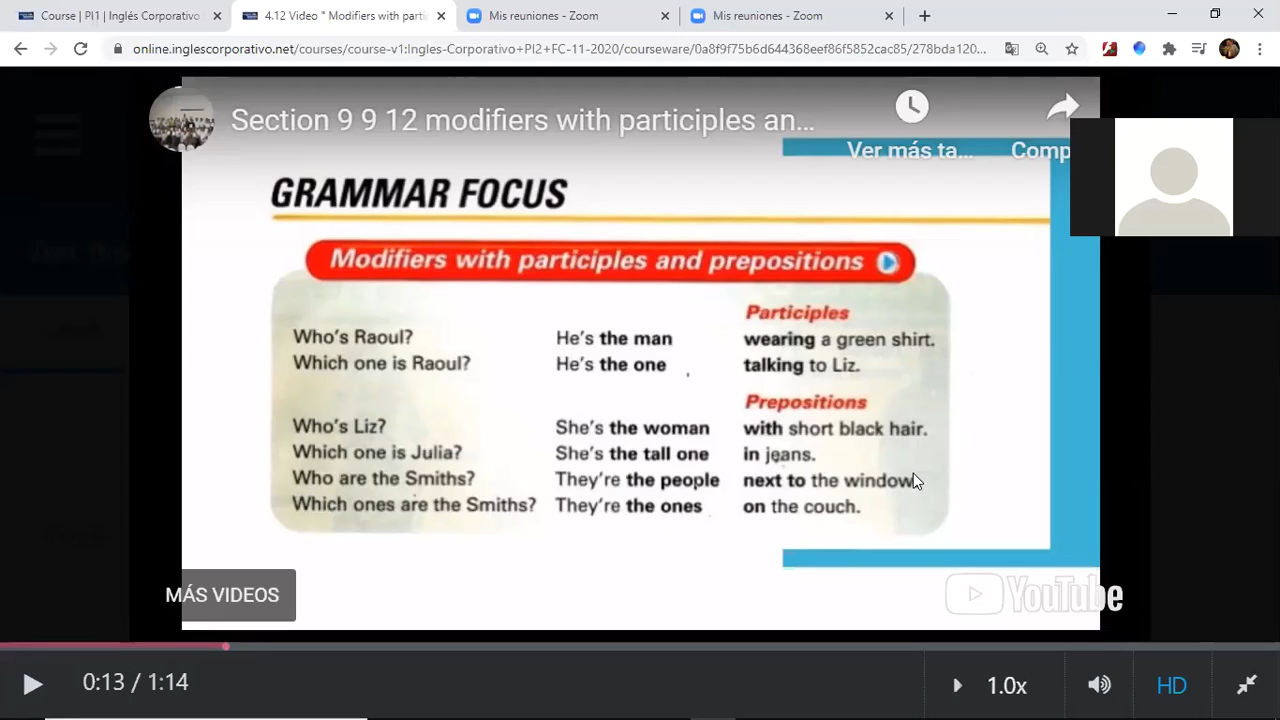 Course | PI1 | Inglés Corporativo
4.12 Video " Modifiers with parti
Mis reuniones - Zoom
Mis reuniones - Zoom
online.inglescorporativo.net/courses/course-v1:Ingles-Corporativo+PI2+FC-11-2020/courseware/0a8f9f75b6d644368eef86f5852cac85/278bda120...
Section 9 9 12 modifiers with participles an...
Ver más ta...
Comp
GRAMMAR FOCUS
Modifiers with participles and prepositions
Participles
Who's Raoul? He's the man wearing a green shirt.
Which one is Raoul? He's the one talking to Liz.
Prepositions
Who's Liz? She's the woman with short black hair.
Which one is Julia? She's the tall one in jeans.
Who are the Smiths? They're the people next to the window
Which ones are the Smiths? They're the ones on the couch.
MÁS VIDEOS
YouTube
0:13 / 1:14
1.0x
HD